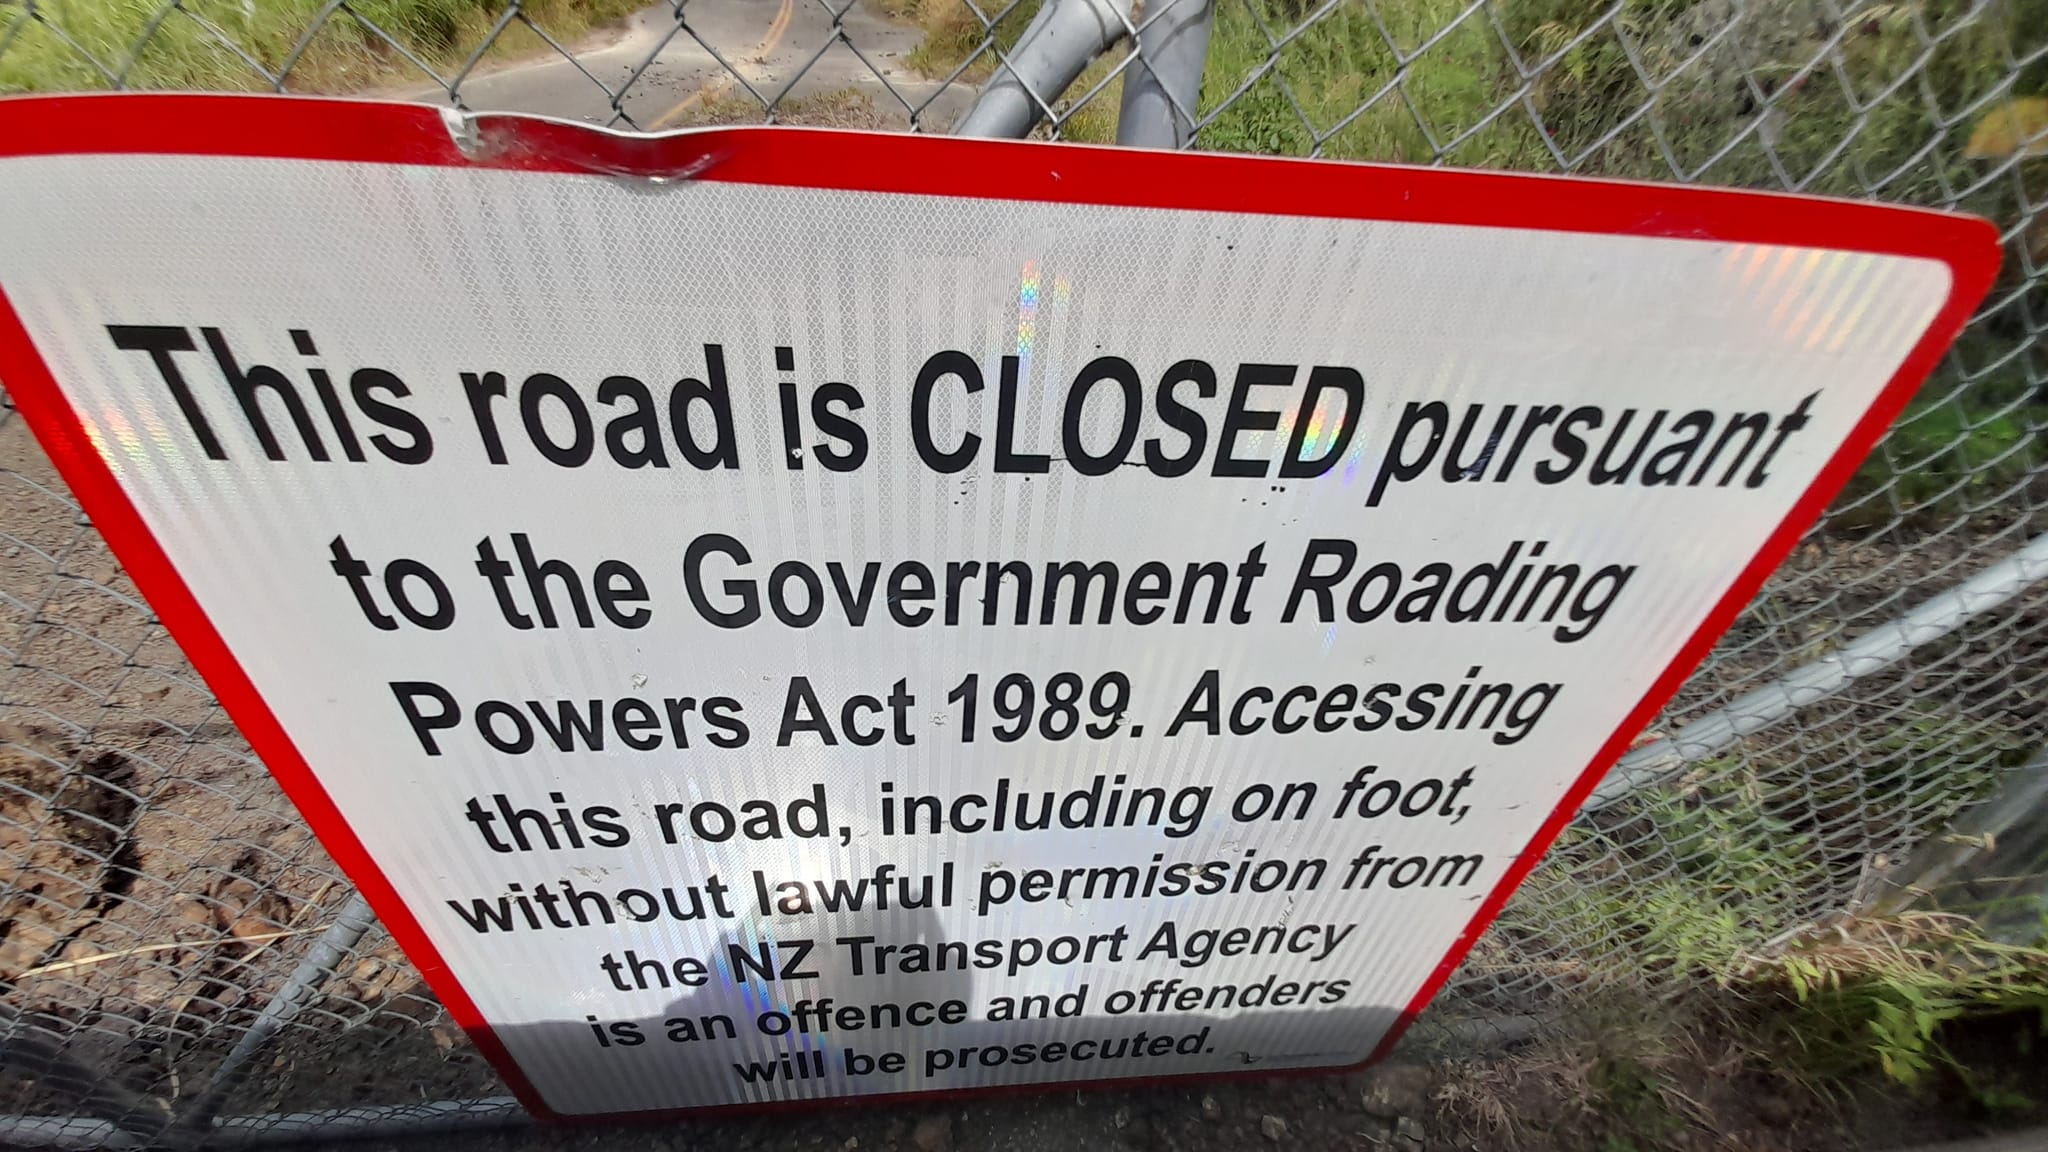 This road is CLOSED pursuant
to the Government Roading
Powers Act 1989. Accessing
this road, including on foot,
without lawful permission from
the NZ Transport Agency
is an offence and offenders
will be prosecuted.